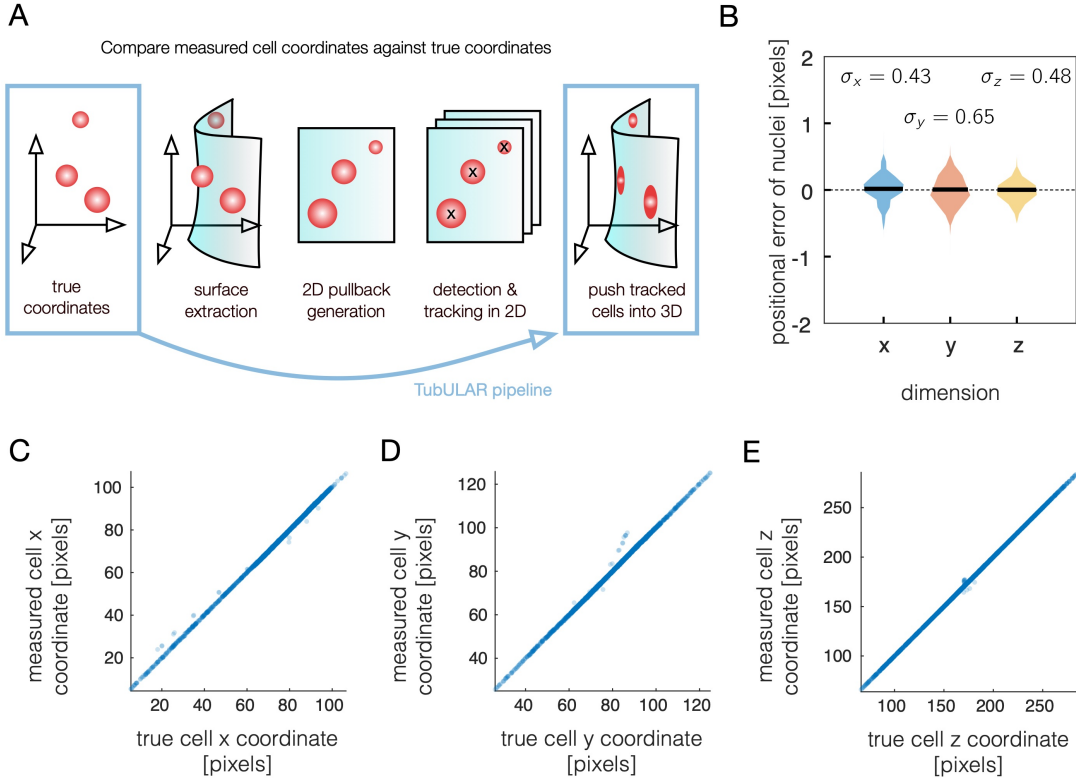 A
Compare measured cell coordinates against true coordinates
true
coordinates
surface
extraction
2D pullback
generation
x
x
x
detection &
tracking in 2D
push tracked
cells into 3D
TubULAR pipeline
B
positional error of nuclei [pixels]
2
1
0
-1
-2
σx = 0.43
σz = 0.48
σy = 0.65
x y z
dimension
C
measured cell x
coordinate [pixels]
100
80
60
40
20
20 40 60 80 100
true cell x coordinate
[pixels]
D
measured cell y
coordinate [pixels]
120
100
80
60
40
40 60 80 100 120
true cell y coordinate
[pixels]
E
measured cell z
coordinate [pixels]
250
200
150
100
100 150 200 250
true cell z coordinate
[pixels]